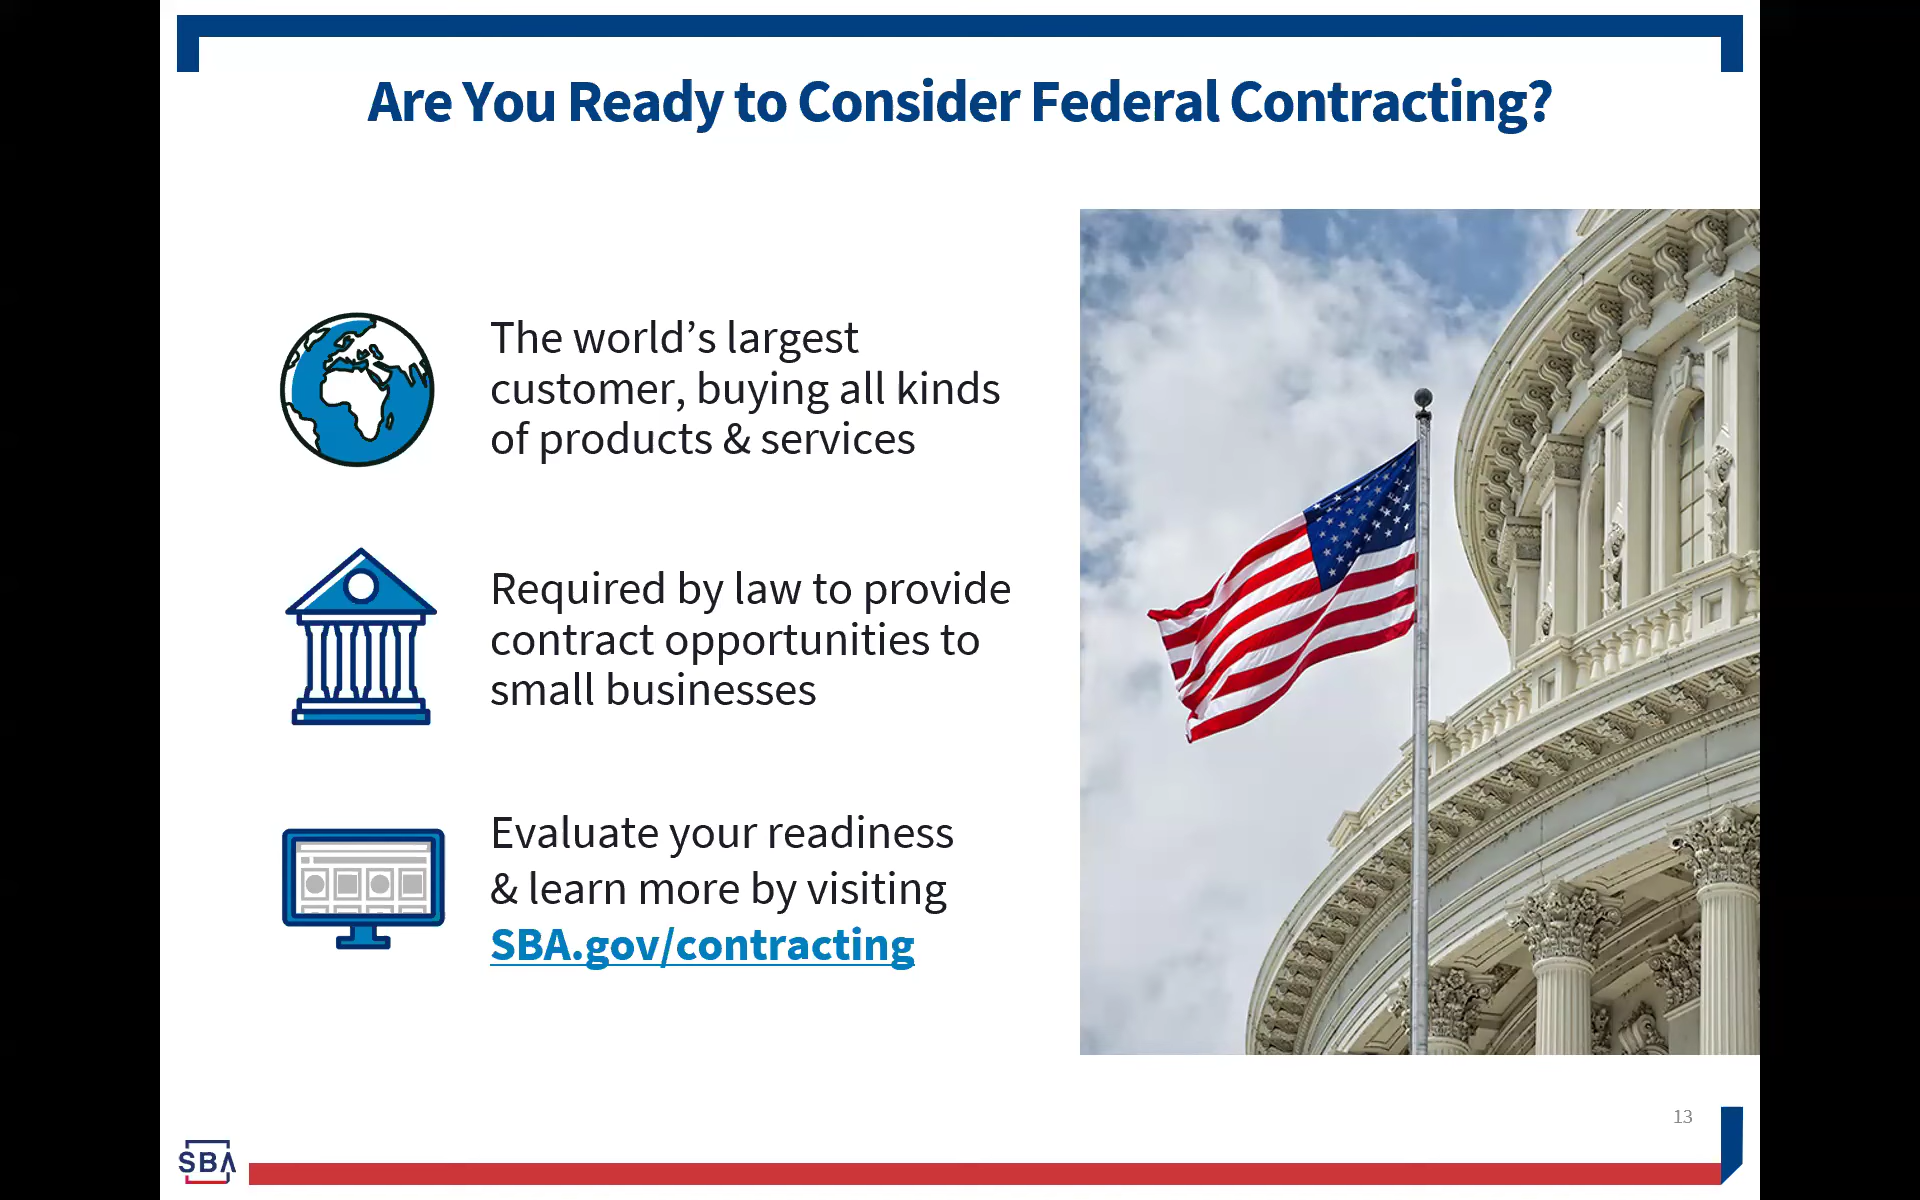 Are You Ready to Consider Federal Contracting?
The world’s largest
customer, buying all kinds
of products & services
Required by law to provide
contract opportunities to
small businesses
Evaluate your readiness
& learn more by visiting
SBA.gov/contracting
13
SBA